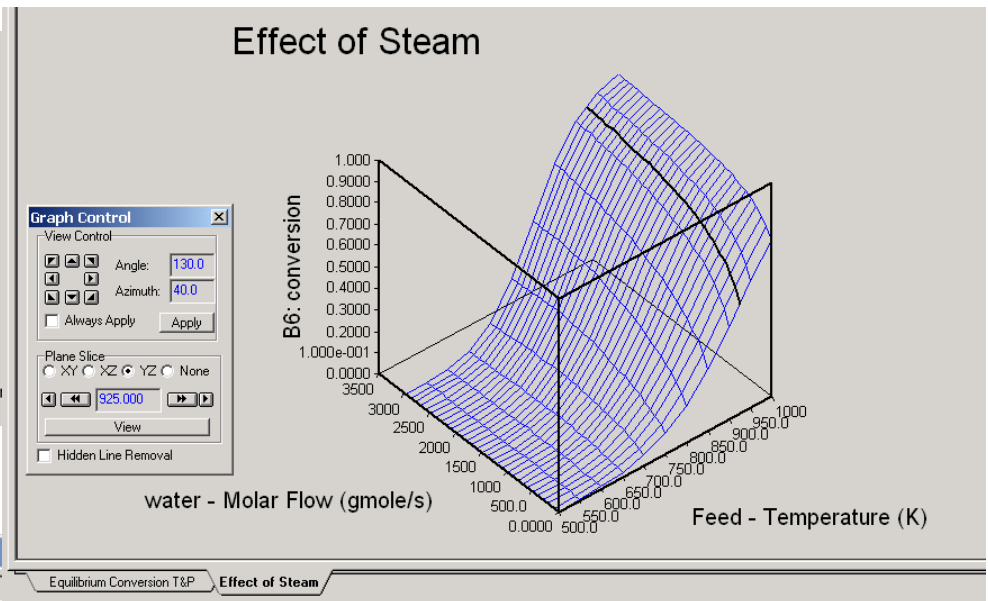 Effect of Steam
B6: conversion
1.000
0.9000
0.8000
0.7000
0.6000
0.5000
0.4000
0.3000
0.2000
1.000e-001
0.0000
3500
3000
2500
2000
1500
1000
500.0
0.0000
water - Molar Flow (gmole/s)
500.0
550.0
600.0
650.0
700.0
750.0
800.0
850.0
900.0
950.0
1000
Feed - Temperature (K)
Graph Control
View Control
Angle: 130.0
Azimuth: 40.0
Always Apply Apply
Plane Slice
XY XZ YZ None
925.000
View
Hidden Line Removal
Equilibrium Conversion T&P Effect of Steam